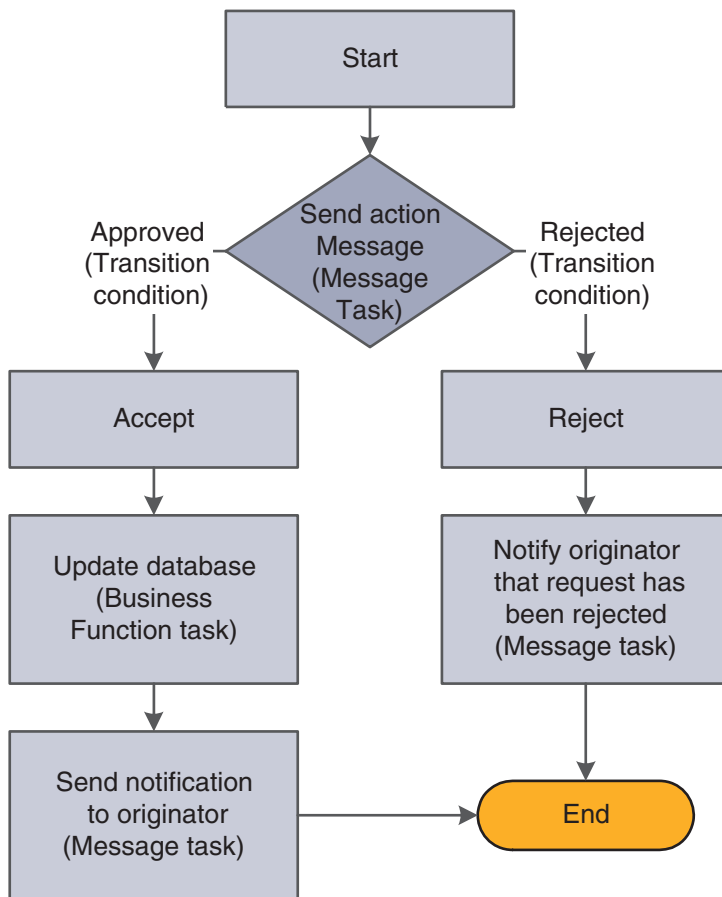 Start
Send action
Message
(Message
Task)
Approved
(Transition
condition)
Rejected
(Transition
condition)
Accept
Reject
Update database
(Business
Function task)
Notify originator
that request has
been rejected
(Message task)
Send notification
to originator
(Message task)
End